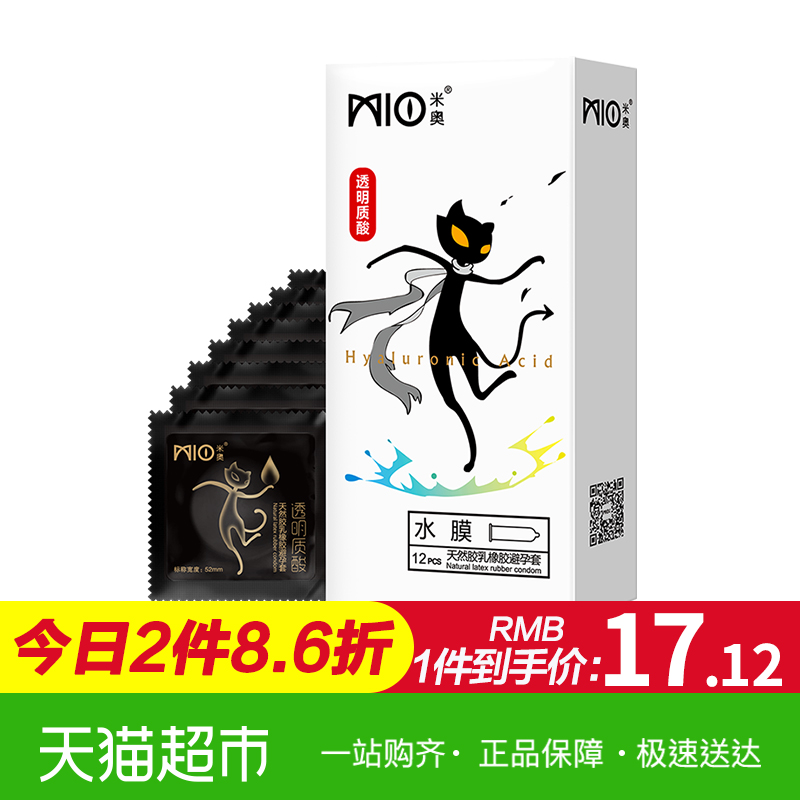 MIO 米奥®
MIO 米奥®
透明质酸
Hyaluronic Acid
水膜
12PCS 天然胶乳橡胶避孕套
Natural latex rubber condom
MIO 米奥®
透明质酸
天然胶乳橡胶避孕套
Natural latex rubber condom
标称宽度：52mm
今日2件8.6折
RMB
1件到手价：17.12
天猫超市 一站购齐·正品保障·极速送达